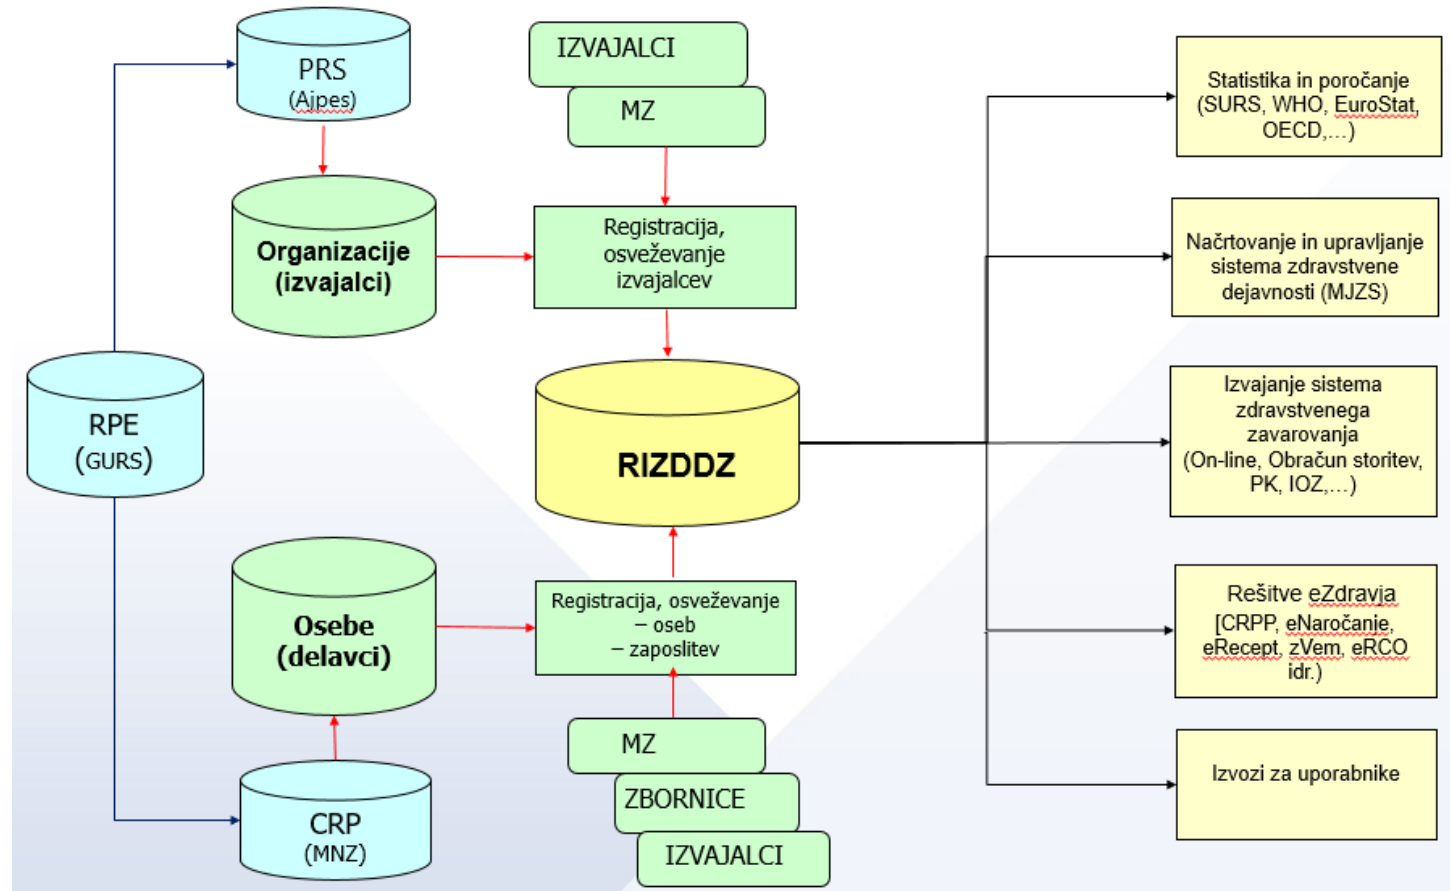 PRS
(Ajpes)
IZVAJALCI
MZ
Organizacije
(izvajalci)
Registracija,
osveževanje
izvajalcev
RPE
(GURS)
RIZDDZ
Osebe
(delavci)
Registracija, osveževanje
– oseb
– zaposlitev
CRP
(MNZ)
MZ
ZBORNICE
IZVAJALCI
Statistika in poročanje
(SURS, WHO, EuroStat,
OECD,…)
Načrtovanje in upravljanje
sistema zdravstvene
dejavnosti (MJZS)
Izvajanje sistema
zdravstvenega
zavarovanja
(On-line, Obračun storitev,
PK, IOZ,…)
Rešitve eZdravja
[CRPP, eNaročanje,
eRecept, zVem, eRCO
idr.)
Izvozi za uporabnike